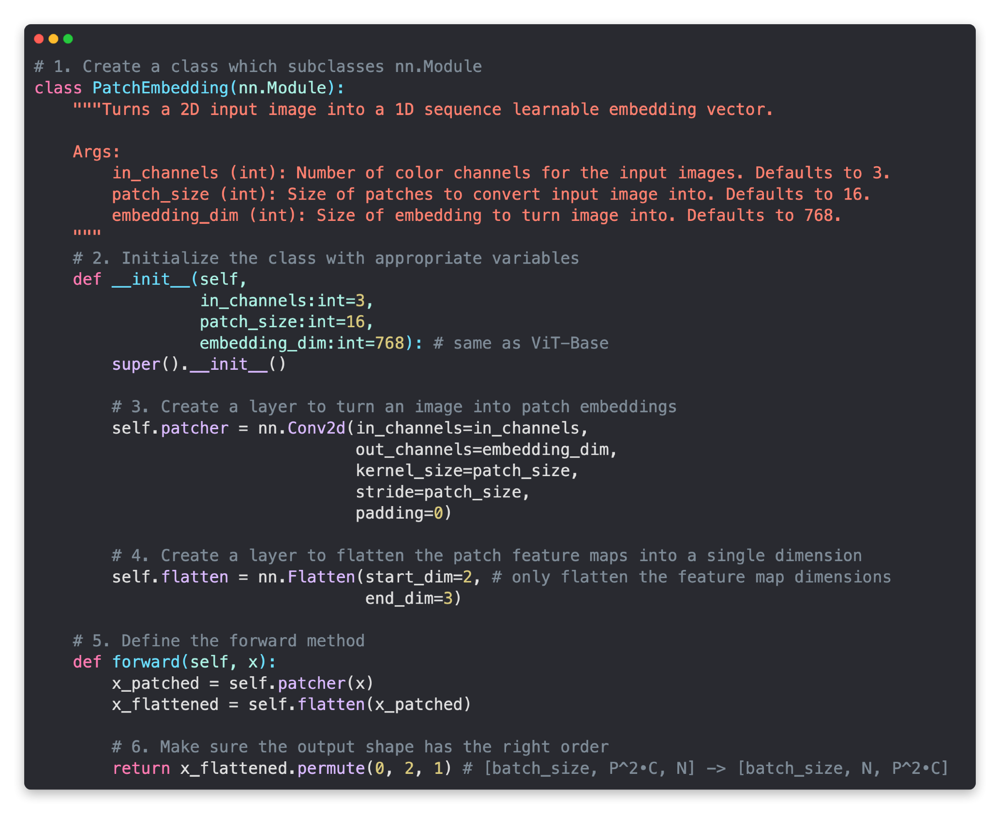 # 1. Create a class which subclasses nn.Module
class PatchEmbedding(nn.Module):
    """Turns a 2D input image into a 1D sequence learnable embedding vector.

    Args:
        in_channels (int): Number of color channels for the input images. Defaults to 3.
        patch_size (int): Size of patches to convert input image into. Defaults to 16.
        embedding_dim (int): Size of embedding to turn image into. Defaults to 768.
    """
    # 2. Initialize the class with appropriate variables
    def __init__(self,
                 in_channels:int=3,
                 patch_size:int=16,
                 embedding_dim:int=768): # same as ViT-Base
        super().__init__()

        # 3. Create a layer to turn an image into patch embeddings
        self.patcher = nn.Conv2d(in_channels=in_channels,
                                 out_channels=embedding_dim,
                                 kernel_size=patch_size,
                                 stride=patch_size,
                                 padding=0)

        # 4. Create a layer to flatten the patch feature maps into a single dimension
        self.flatten = nn.Flatten(start_dim=2, # only flatten the feature map dimensions
                                  end_dim=3)

    # 5. Define the forward method
    def forward(self, x):
        x_patched = self.patcher(x)
        x_flattened = self.flatten(x_patched)

        # 6. Make sure the output shape has the right order
        return x_flattened.permute(0, 2, 1) # [batch_size, P^2•C, N] -> [batch_size, N, P^2•C]